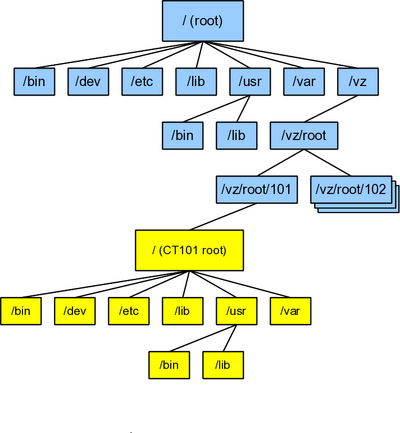 / (root)
/bin
/dev
/etc
/lib
/usr
/var
/vz
/bin
/lib
/vz/root
/vz/root/101
/vz/root/102
/ (CT101 root)
/bin
/dev
/etc
/lib
/usr
/var
/bin
/lib